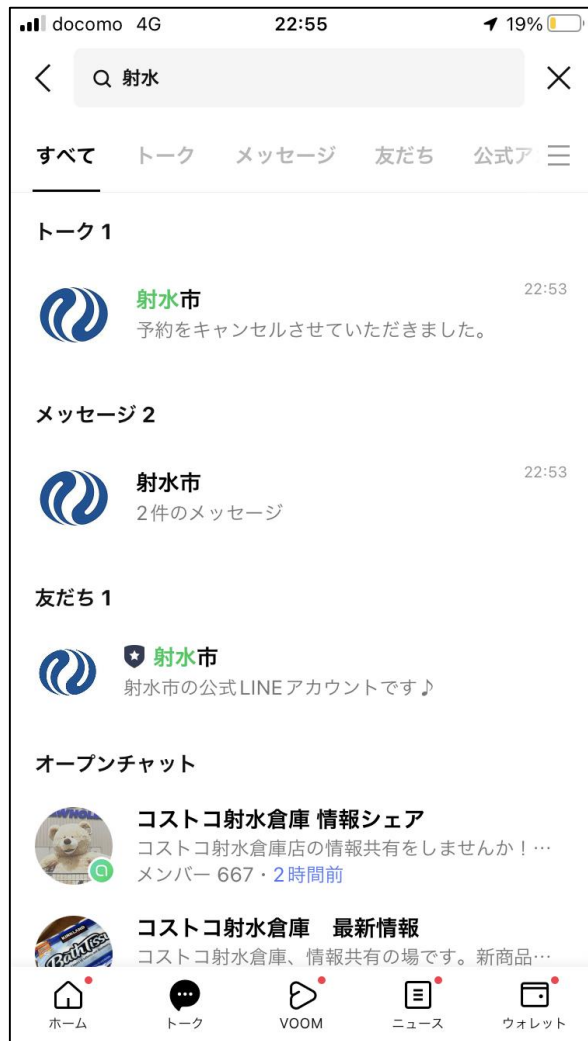 docomo 4G 22:55 19%
射水
すべて トーク メッセージ 友だち 公式ア
トーク 1
射水市 22:53
予約をキャンセルさせていただきました。
メッセージ 2
射水市 22:53
2件のメッセージ
友だち 1
射水市
射水市の公式LINEアカウントです♪
オープンチャット
コストコ射水倉庫 情報シェア
コストコ射水倉庫店の情報共有をしませんか！…
メンバー 667・2時間前
コストコ射水倉庫　最新情報
コストコ射水倉庫、情報共有の場です。新商品…
KIRKLAND
Bath Tissue
ホーム トーク VOOM ニュース ウォレット